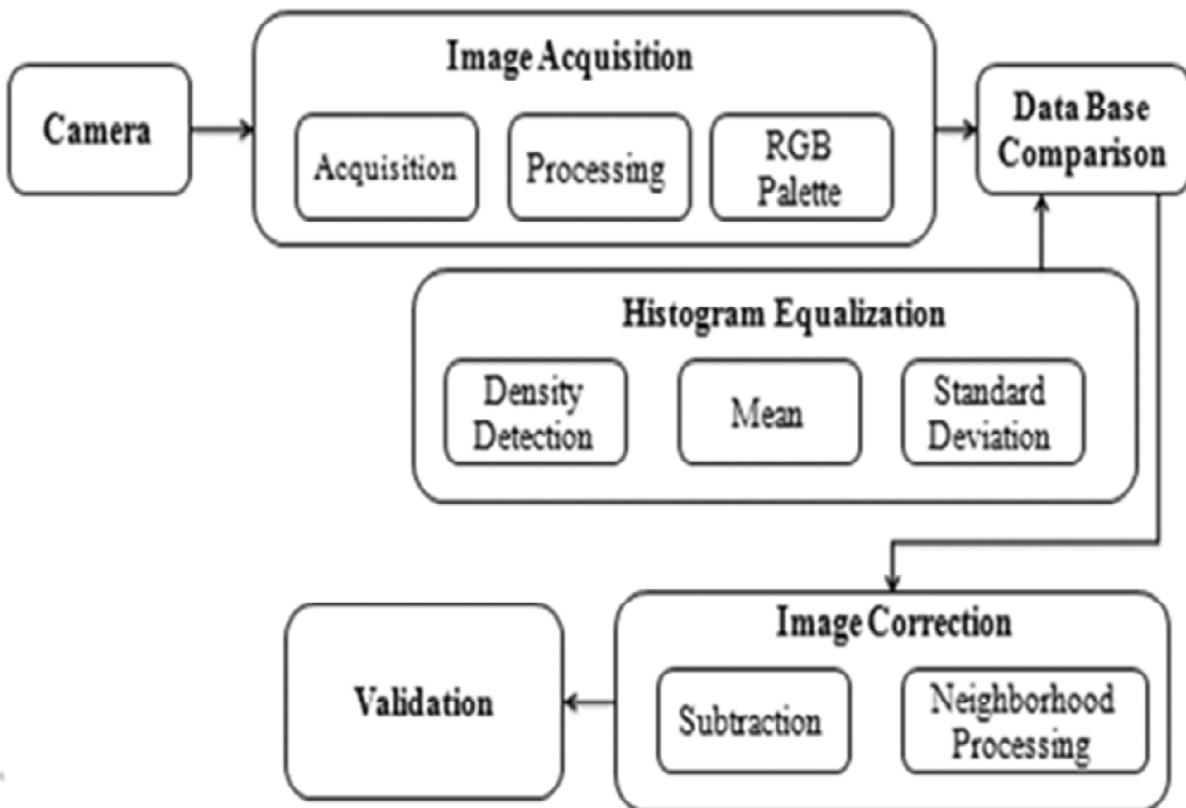 Image Acquisition
Camera
Acquisition
Processing
RGB
Palette
Data Base
Comparison
Histogram Equalization
Density
Detection
Mean
Standard
Deviation
Image Correction
Validation
Subtraction
Neighborhood
Processing